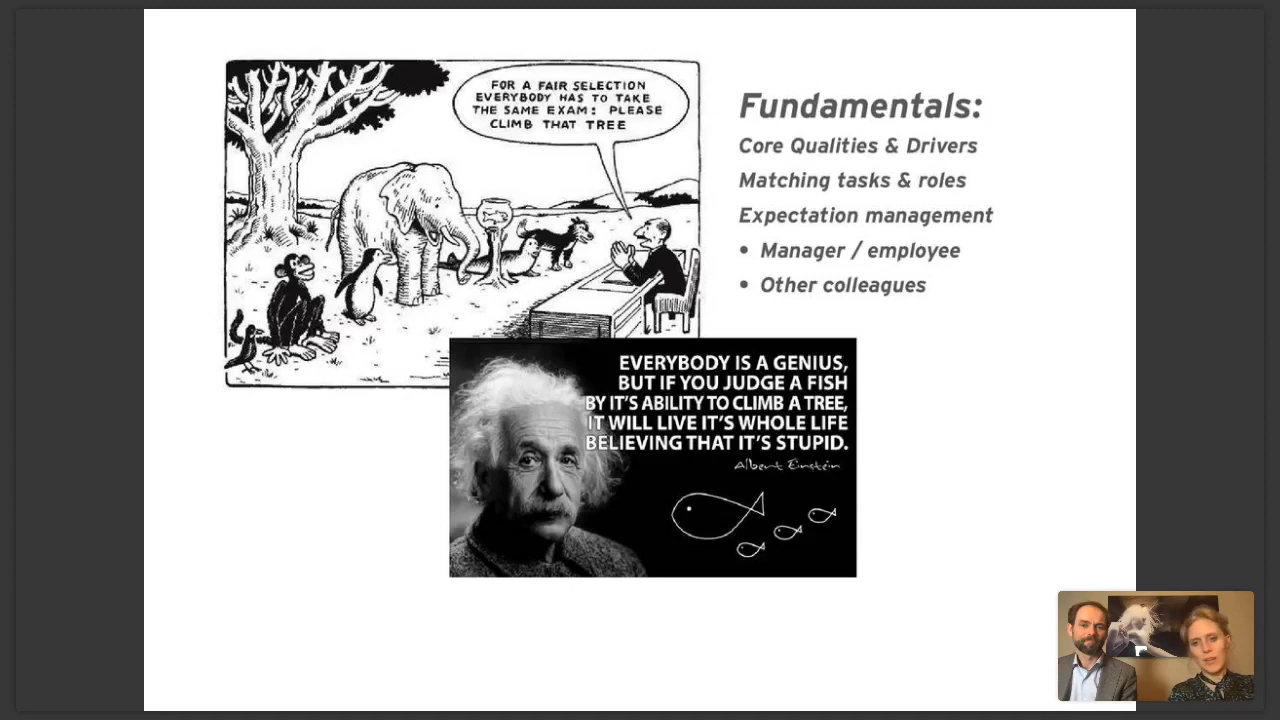 FOR A FAIR SELECTION
EVERYBODY HAS TO TAKE
THE SAME EXAM: PLEASE
CLIMB THAT TREE
Fundamentals:
Core Qualities & Drivers
Matching tasks & roles
Expectation management
• Manager / employee
• Other colleagues
EVERYBODY IS A GENIUS,
BUT IF YOU JUDGE A FISH
BY IT'S ABILITY TO CLIMB A TREE,
IT WILL LIVE IT'S WHOLE LIFE
BELIEVING THAT IT'S STUPID.
Albert Einstein